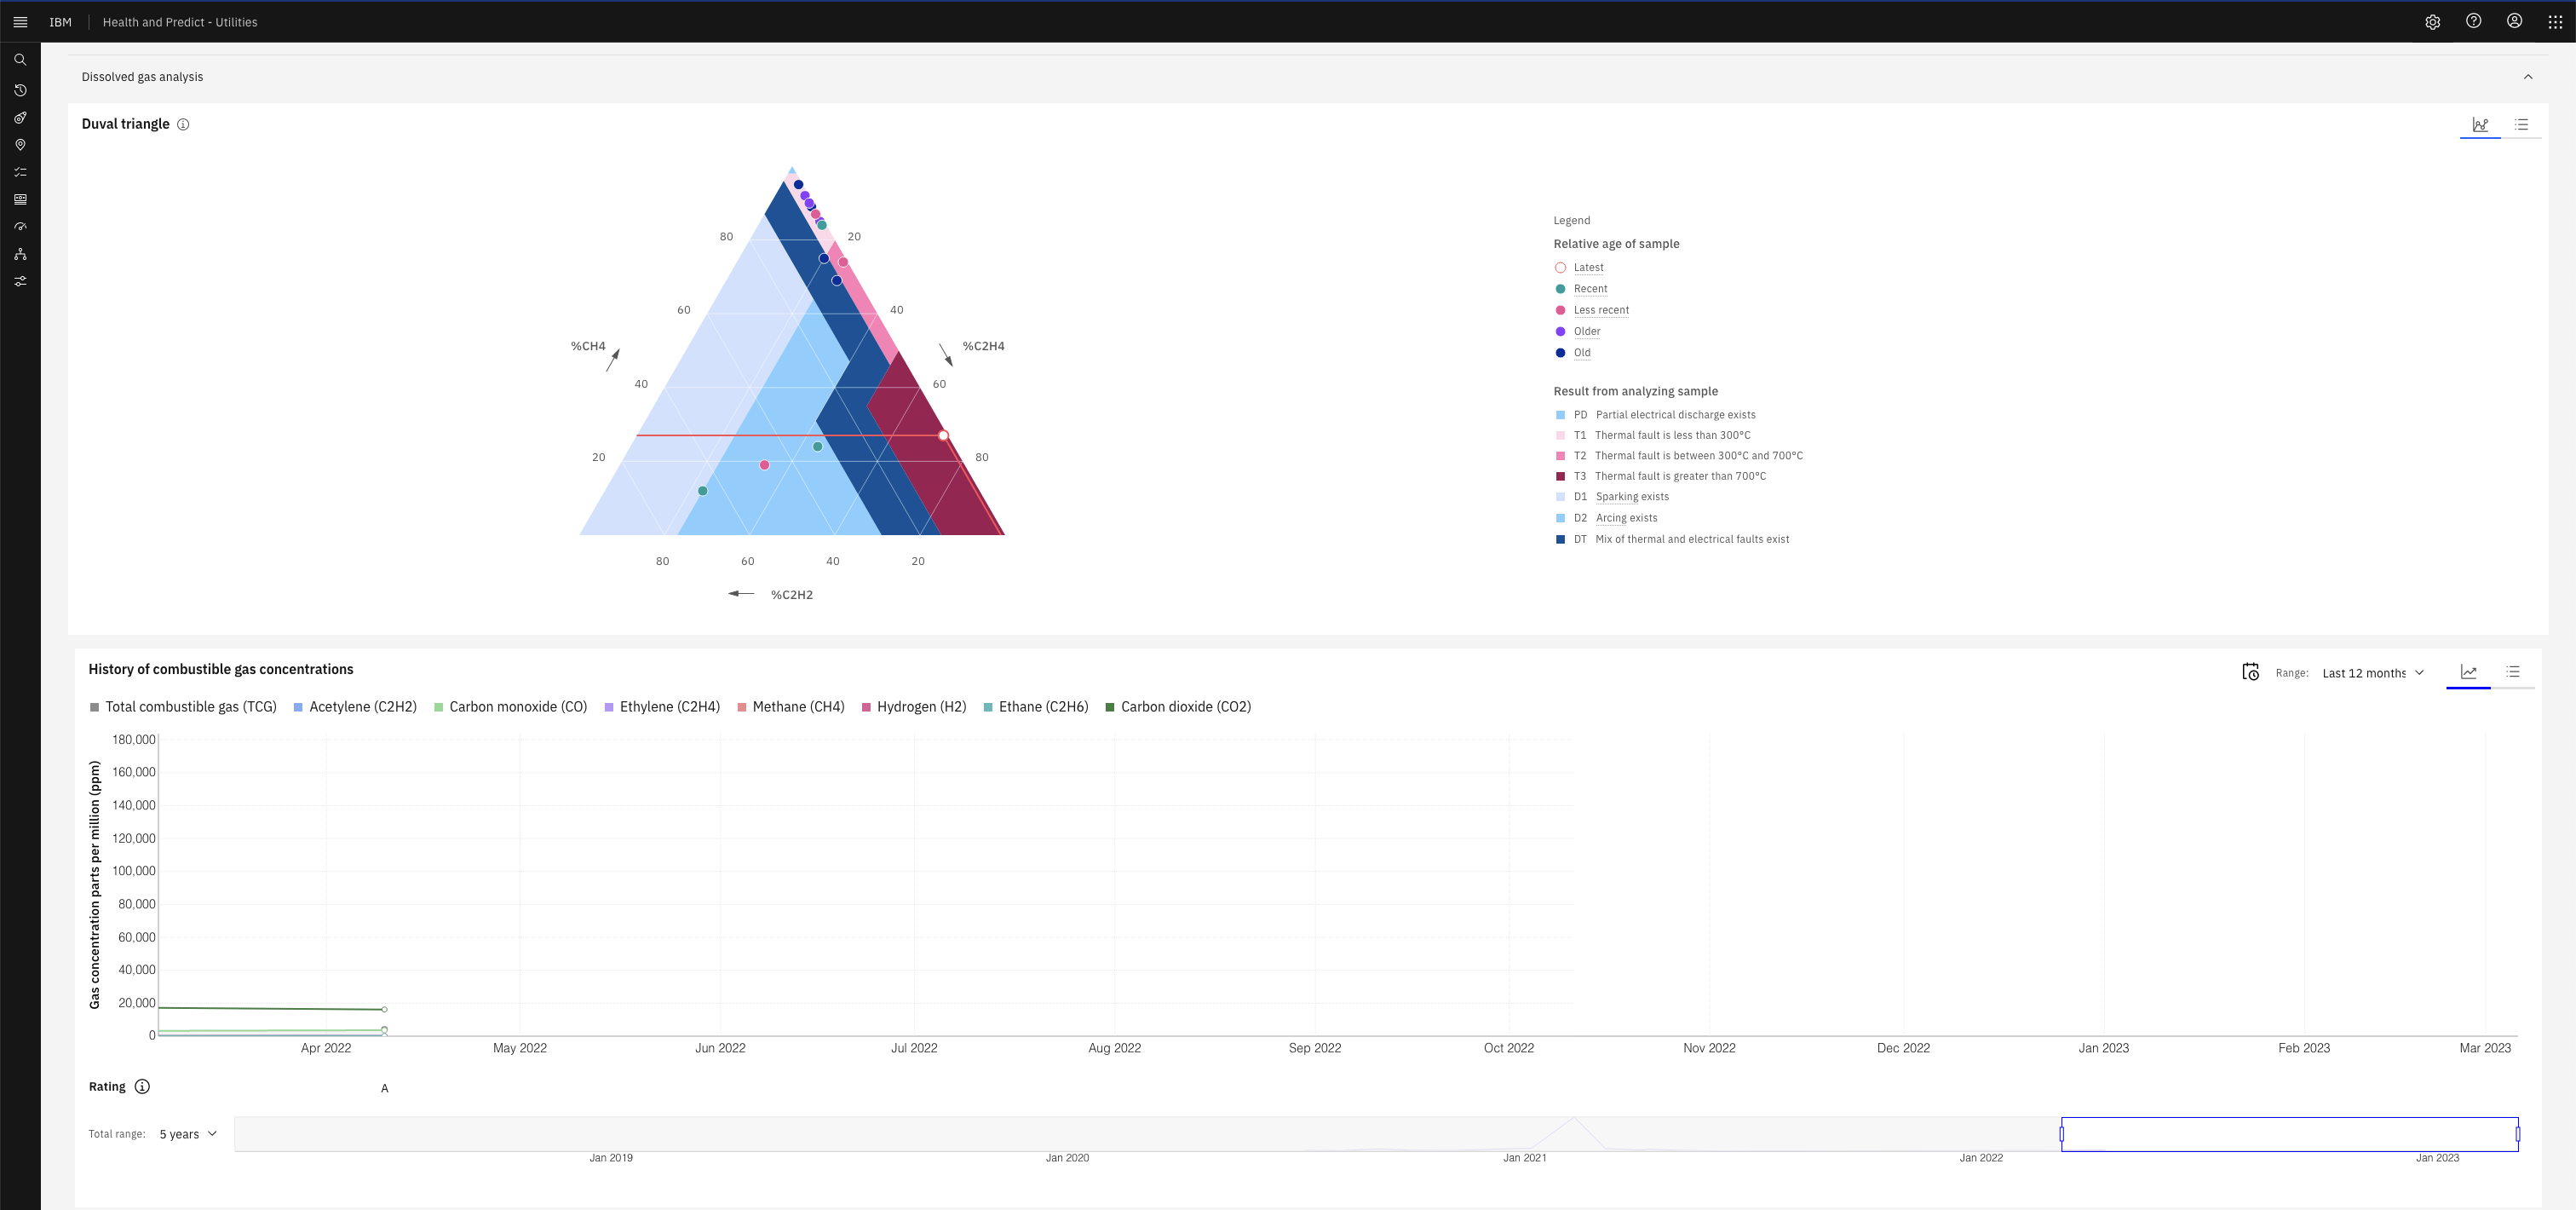 IBM Health and Predict - Utilities
Dissolved gas analysis
Duval triangle
80 20
60 40
%CH4 %C2H4
40 60
20 80
80 60 40 20
%C2H2
Legend
Relative age of sample
Latest
Recent
Less recent
Older
Old
Result from analyzing sample
PD Partial electrical discharge exists
T1 Thermal fault is less than 300°C
T2 Thermal fault is between 300°C and 700°C
T3 Thermal fault is greater than 700°C
D1 Sparking exists
D2 Arcing exists
DT Mix of thermal and electrical faults exist
History of combustible gas concentrations
Range: Last 12 months
Total combustible gas (TCG) Acetylene (C2H2) Carbon monoxide (CO) Ethylene (C2H4) Methane (CH4) Hydrogen (H2) Ethane (C2H6) Carbon dioxide (CO2)
Gas concentration parts per million (ppm)
180,000
160,000
140,000
120,000
100,000
80,000
60,000
40,000
20,000
0
Apr 2022 May 2022 Jun 2022 Jul 2022 Aug 2022 Sep 2022 Oct 2022 Nov 2022 Dec 2022 Jan 2023 Feb 2023 Mar 2023
Rating A
Total range: 5 years
Jan 2019 Jan 2020 Jan 2021 Jan 2022 Jan 2023